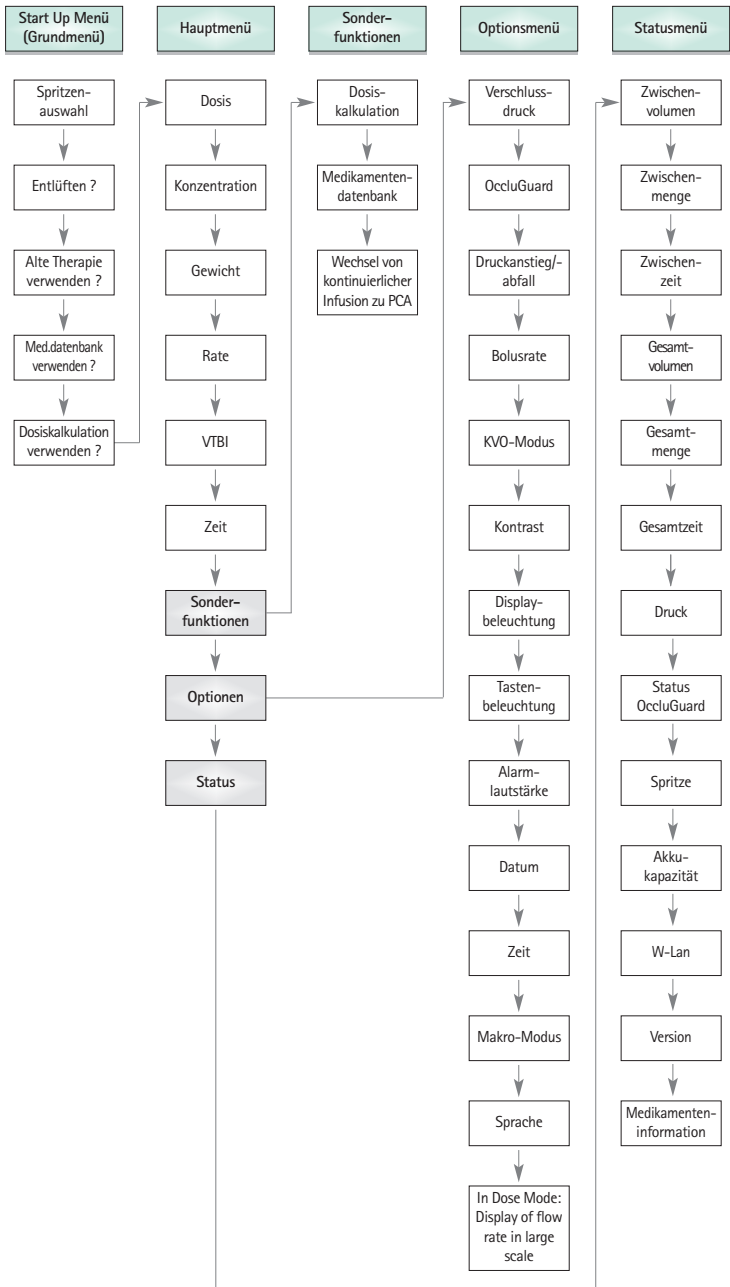 Start Up Menü
(Grundmenü)
Spritzen-
auswahl
Entlüften ?
Alte Therapie
verwenden ?
Med.datenbank
verwenden ?
Dosiskalkulation
verwenden ?
Hauptmenü
Dosis
Konzentration
Gewicht
Rate
VTBI
Zeit
Sonder-
funktionen
Optionen
Status
Sonder-
funktionen
Dosis-
kalkulation
Medikamenten-
datenbank
Wechsel von
kontinuierlicher
Infusion zu PCA
Optionsmenü
Verschluss-
druck
OccluGuard
Druckanstieg/-
abfall
Bolusrate
KVO-Modus
Kontrast
Display-
beleuchtung
Tasten-
beleuchtung
Alarm-
lautstärke
Datum
Zeit
Makro-Modus
Sprache
In Dose Mode:
Display of flow
rate in large
scale
Statusmenü
Zwischen-
volumen
Zwischen-
menge
Zwischen-
zeit
Gesamt-
volumen
Gesamt-
menge
Gesamtzeit
Druck
Status
OccluGuard
Spritze
Akku-
kapazität
W-Lan
Version
Medikamenten-
information